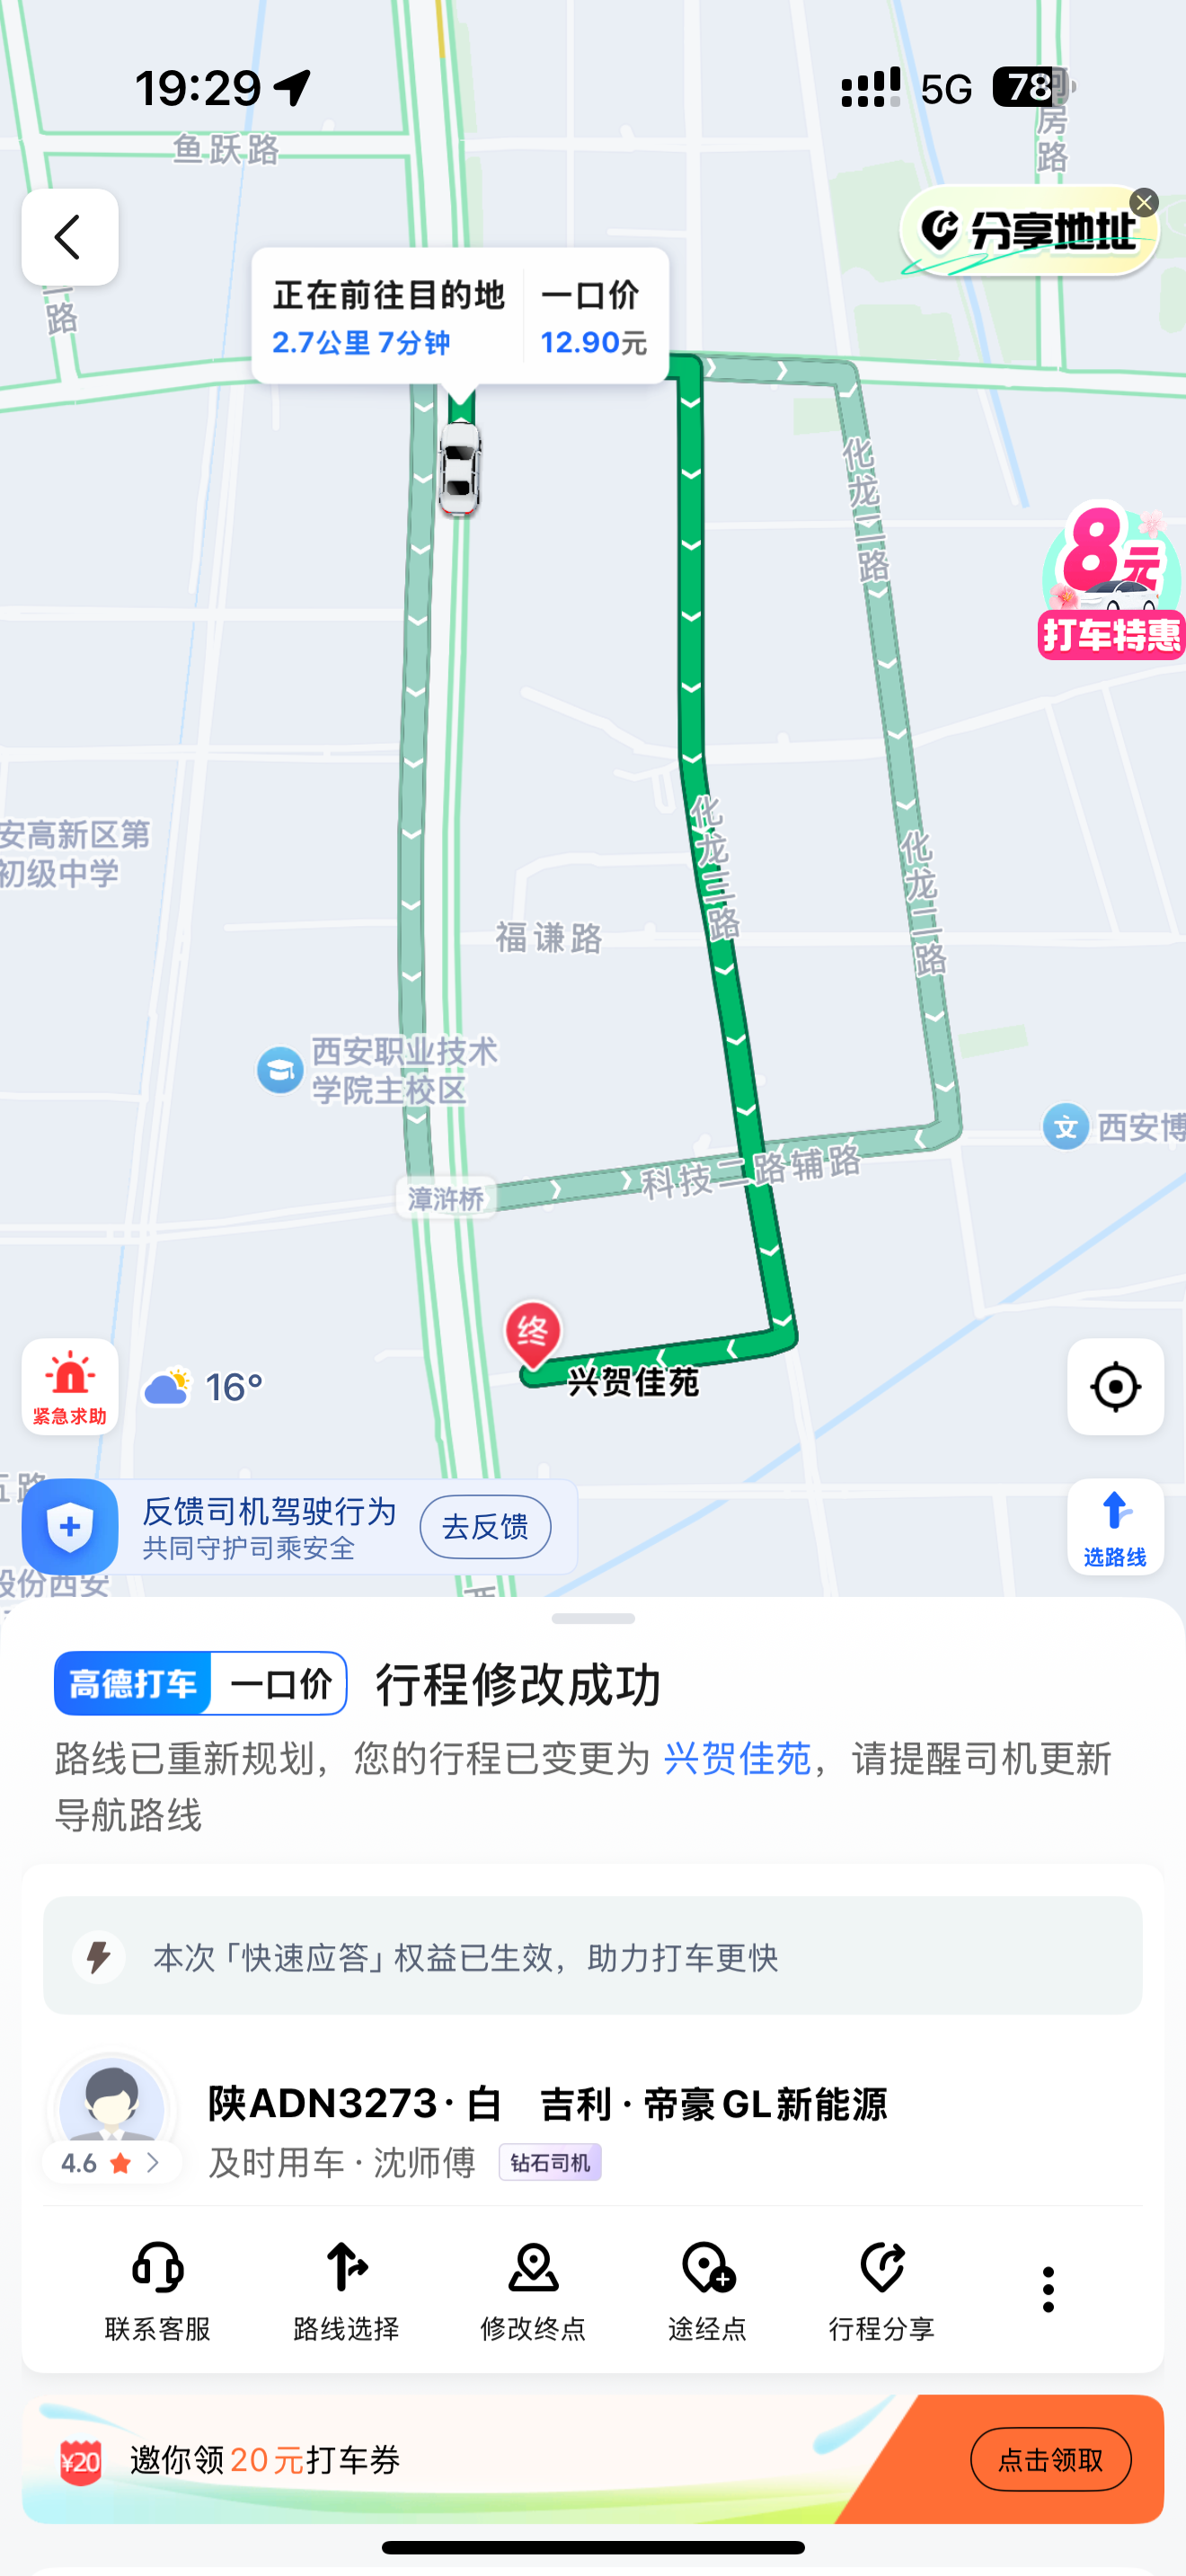 19:29
5G
78
鱼跃路
房路
分享地址
路
正在前往目的地
一口价
2.7公里 7分钟
12.90元
化龙二路
8元
打车特惠
安高新区第
初级中学
化龙三路
化龙二路
福谦路
西安职业技术
学院主校区
文
西安博
科技二路辅路
漳浒桥
终
兴贺佳苑
紧急求助
16°
五路
反馈司机驾驶行为
共同守护司乘安全
去反馈
选路线
股份西安
西
高德打车
一口价
行程修改成功
路线已重新规划，您的行程已变更为 兴贺佳苑，请提醒司机更新
导航路线
本次「快速应答」权益已生效，助力打车更快
陕ADN3273 · 白 吉利 · 帝豪GL新能源
4.6
及时用车 · 沈师傅
钻石司机
联系客服
路线选择
修改终点
途经点
行程分享
¥20
邀你领20元打车券
点击领取